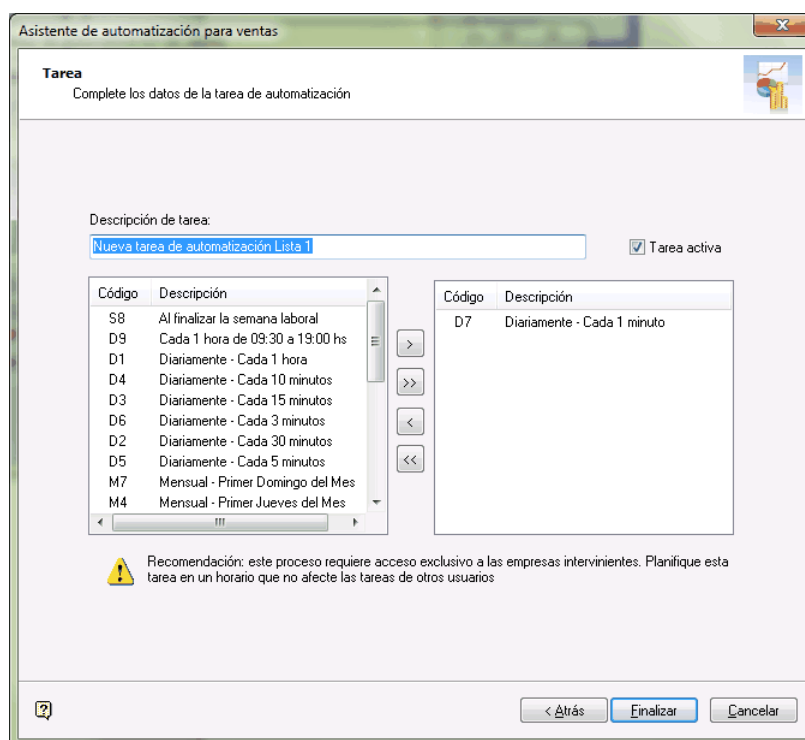 Asistente de automatización para ventas
Tarea
Complete los datos de la tarea de automatización
Descripción de tarea:
Nueva tarea de automatización Lista 1
Tarea activa
Código Descripción
S8 Al finalizar la semana laboral
D9 Cada 1 hora de 09:30 a 19:00 hs
D1 Diariamente - Cada 1 hora
D4 Diariamente - Cada 10 minutos
D3 Diariamente - Cada 15 minutos
D6 Diariamente - Cada 3 minutos
D2 Diariamente - Cada 30 minutos
D5 Diariamente - Cada 5 minutos
M7 Mensual - Primer Domingo del Mes
M4 Mensual - Primer Jueves del Mes
>
>>
<
<<
Código Descripción
D7 Diariamente - Cada 1 minuto
Recomendación: este proceso requiere acceso exclusivo a las empresas intervinientes. Planifique esta
tarea en un horario que no afecte las tareas de otros usuarios
< Atrás
Finalizar
Cancelar